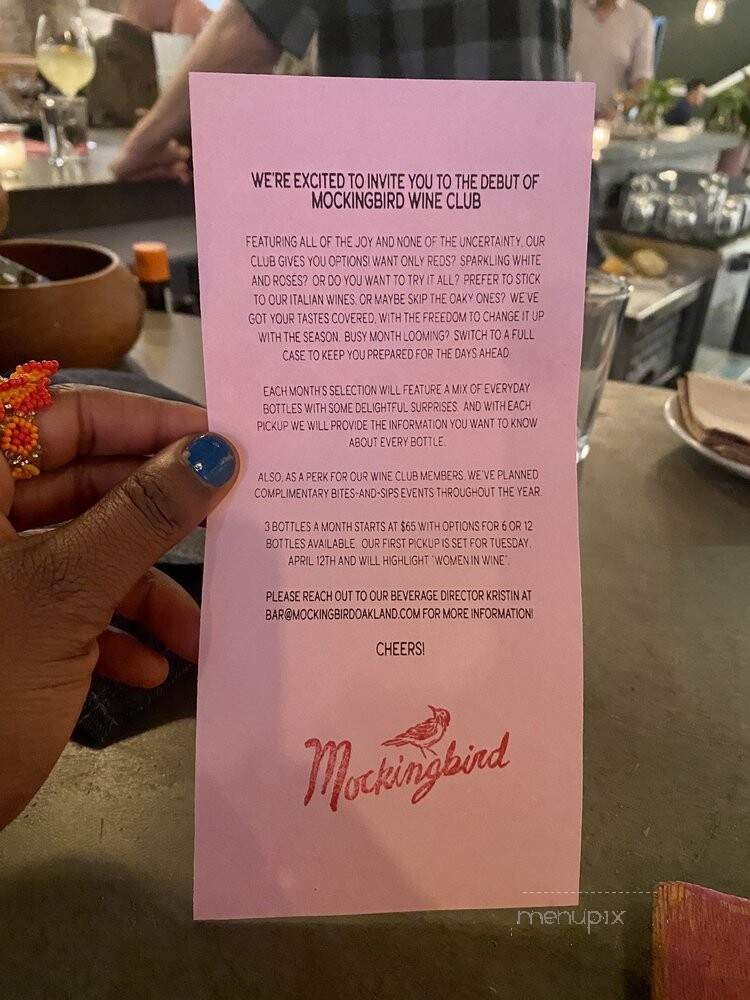 WE'RE EXCITED TO INVITE YOU TO THE DEBUT OF
MOCKINGBIRD WINE CLUB
FEATURING ALL OF THE JOY AND NONE OF THE UNCERTAINTY, OUR
CLUB GIVES YOU OPTIONS! WANT ONLY REDS? SPARKLING WHITE
AND ROSÉS? OR DO YOU WANT TO TRY IT ALL? PREFER TO STICK
TO OUR ITALIAN WINES, OR MAYBE SKIP THE OAKY ONES? WE'VE
GOT YOUR TASTES COVERED, WITH THE FREEDOM TO CHANGE IT UP
WITH THE SEASON. BUSY MONTH LOOMING? SWITCH TO A FULL
CASE TO KEEP YOU PREPARED FOR THE DAYS AHEAD.
EACH MONTH'S SELECTION WILL FEATURE A MIX OF EVERYDAY
BOTTLES WITH SOME DELIGHTFUL SURPRISES. AND WITH EACH
PICKUP WE WILL PROVIDE THE INFORMATION YOU WANT TO KNOW
ABOUT EVERY BOTTLE.
ALSO, AS A PERK FOR OUR WINE CLUB MEMBERS, WE'VE PLANNED
COMPLIMENTARY BITES-AND-SIPS EVENTS THROUGHOUT THE YEAR.
3 BOTTLES A MONTH STARTS AT $65 WITH OPTIONS FOR 6 OR 12
BOTTLES AVAILABLE. OUR FIRST PICKUP IS SET FOR TUESDAY,
APRIL 12TH AND WILL HIGHLIGHT "WOMEN IN WINE".
PLEASE REACH OUT TO OUR BEVERAGE DIRECTOR KRISTIN AT
BAR@MOCKINGBIRDOAKLAND.COM FOR MORE INFORMATION!
CHEERS!
Mockingbird
menupix